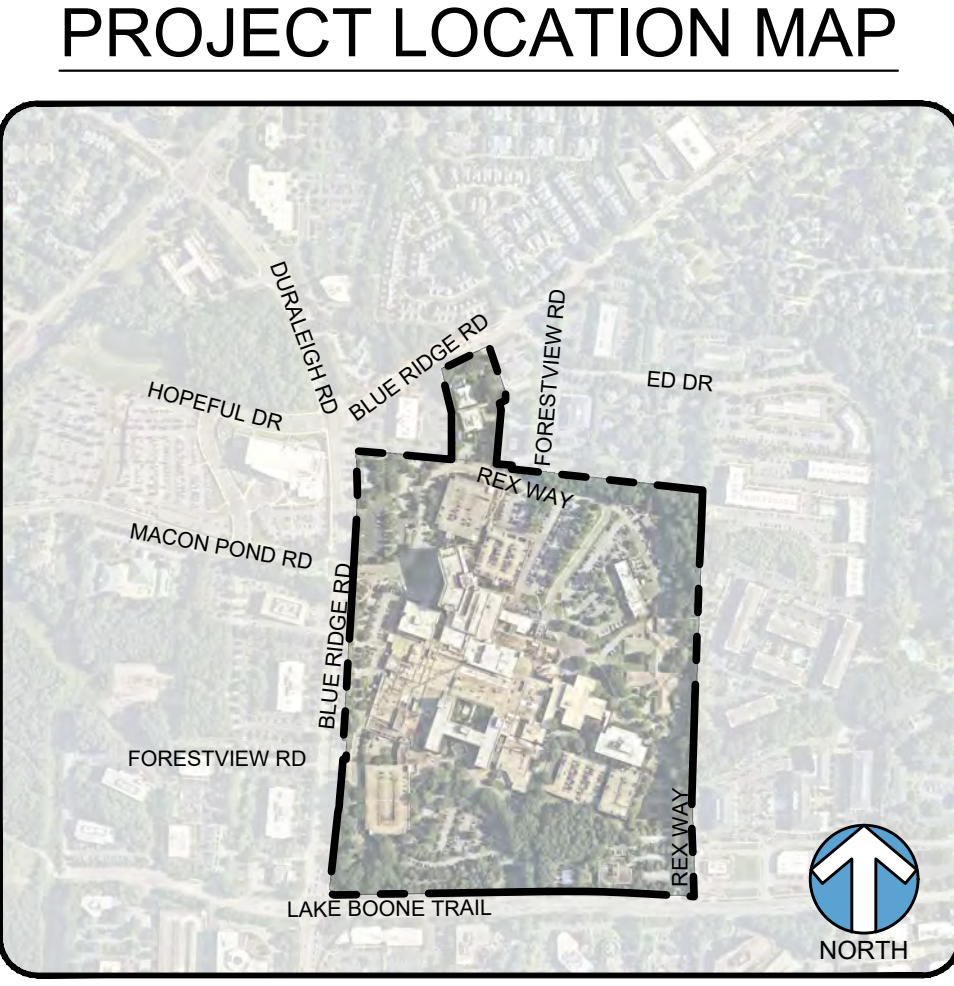 PROJECT LOCATION MAP
DURALEIGH RD
BLUE RIDGE RD
FORESTVIEW RD
ED DR
HOPEFUL DR
REX WAY
MACON POND RD
BLUE RIDGE RD
FORESTVIEW RD
REX WAY
LAKE BOONE TRAIL
NORTH